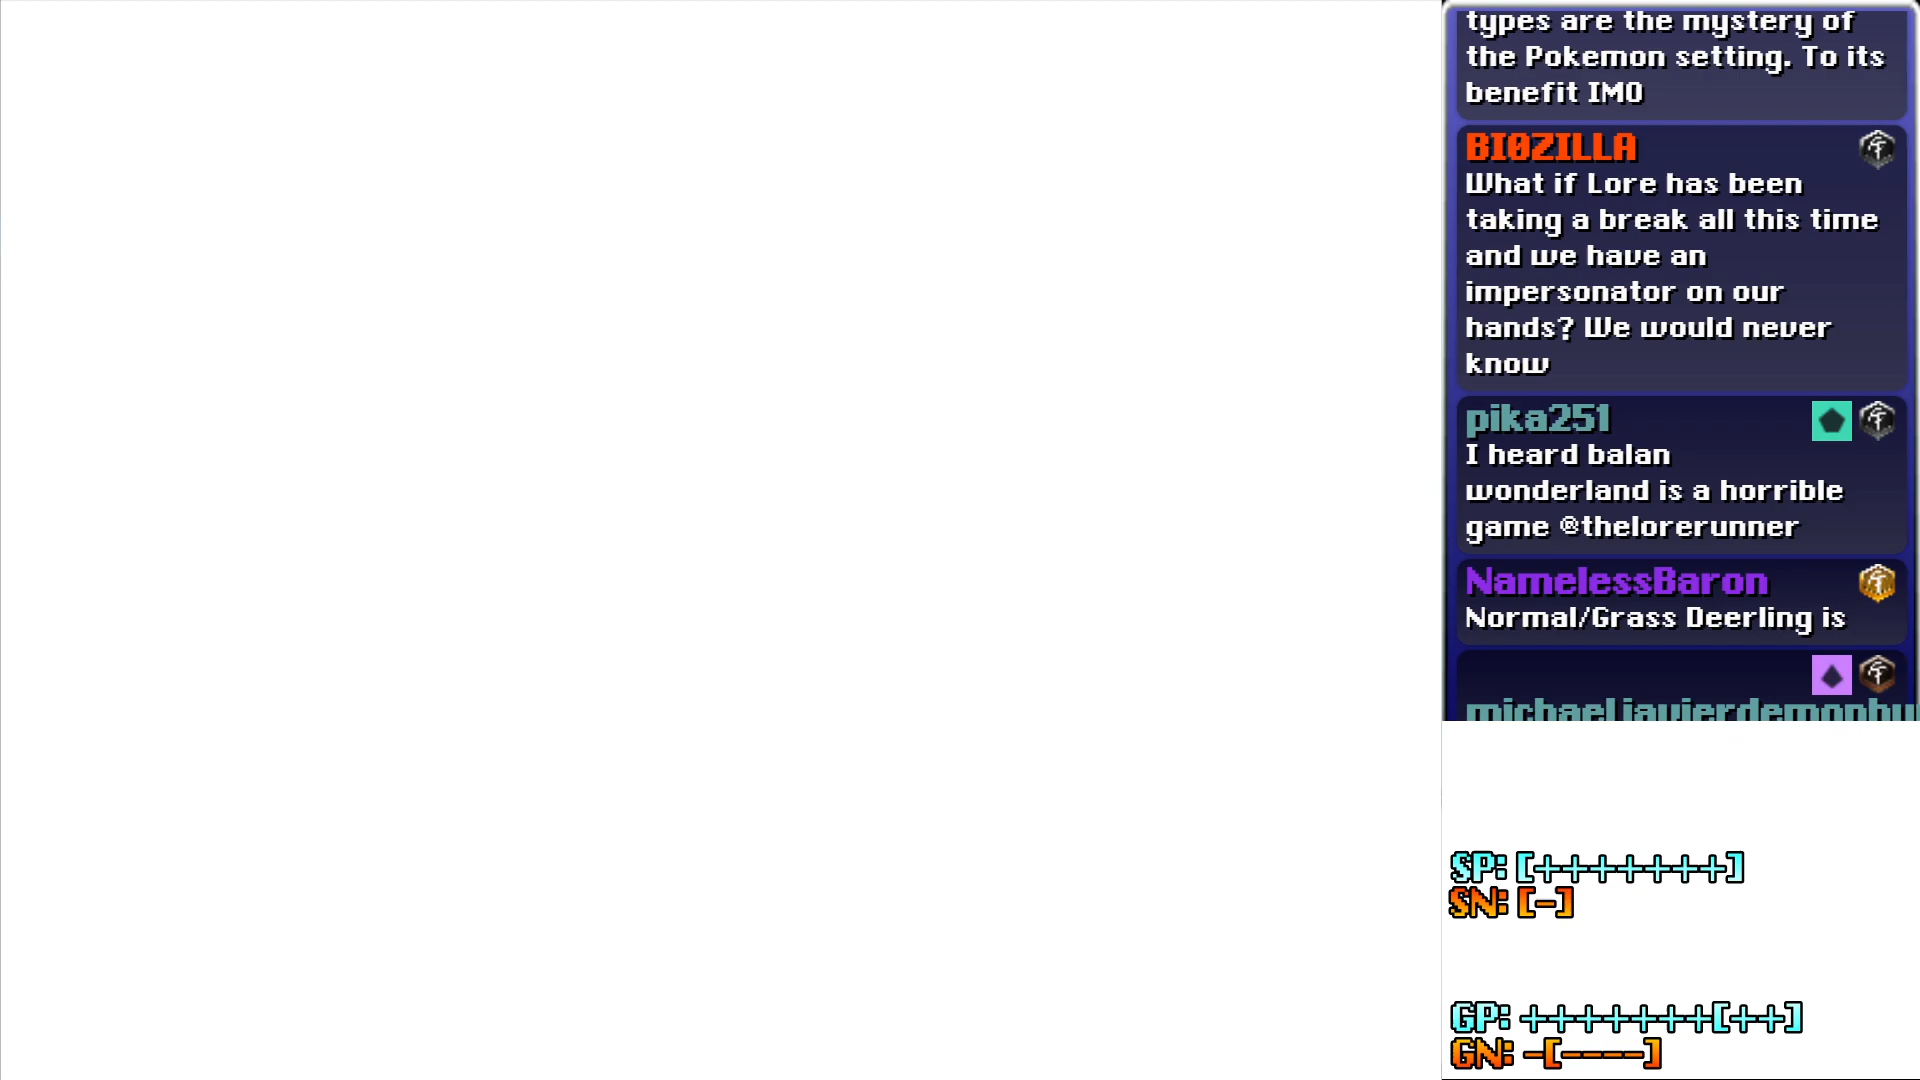 types are the mystery of
the Pokemon setting. To its
benefit IMO
BI0ZILLA
What if Lore has been
taking a break all this time
and we have an
impersonator on our
hands? We would never
know
pika251
I heard balan
wonderland is a horrible
game @thelorerunner
NamelessBaron
Normal/Grass Deerling is
michaeljavierdemonhu
SP: [+++++++]
SN: [-]
GP: +++++++[++]
GN: -[----]